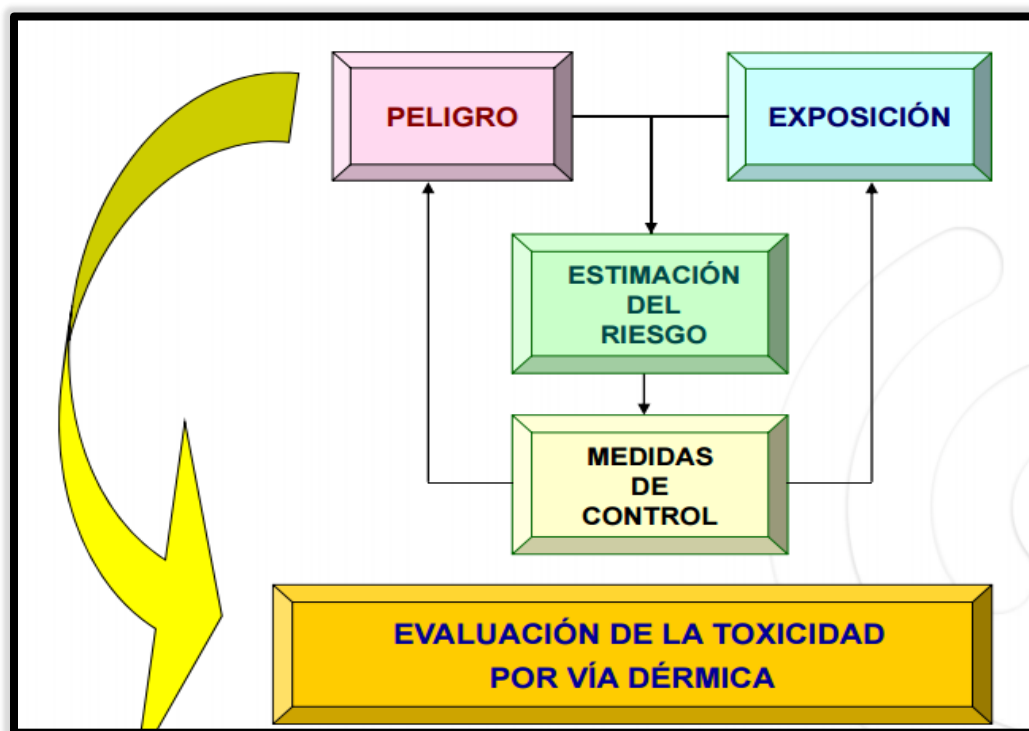 PELIGRO
EXPOSICIÓN
ESTIMACIÓN
DEL
RIESGO
MEDIDAS
DE
CONTROL
EVALUACIÓN DE LA TOXICIDAD
POR VÍA DÉRMICA